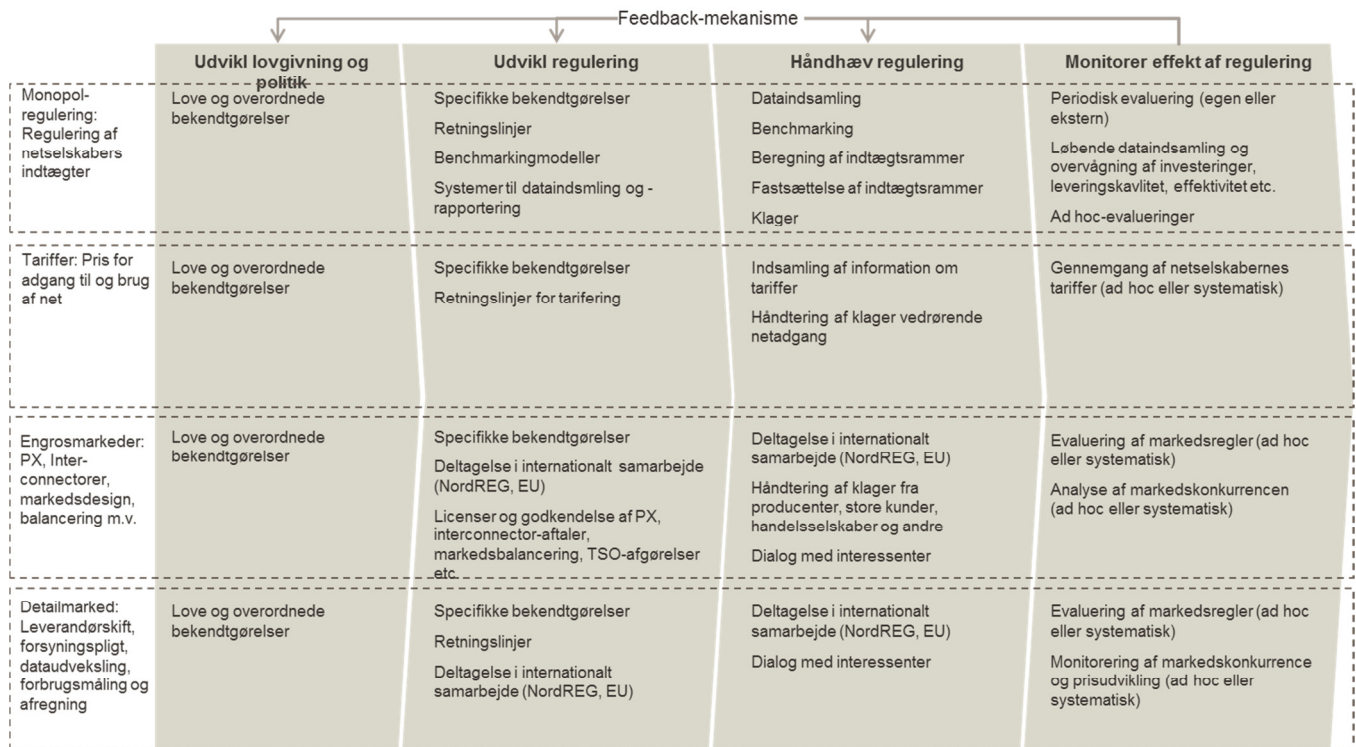 Feedback-mekanisme
Udvikl lovgivning og
politik
Udvikl regulering
Håndhæv regulering
Monitorer effekt af regulering
Monopol-
regulering:
Regulering af
netselskabers
indtægter
Love og overordnede
bekendtgørelser
Specifikke bekendtgørelser
Retningslinjer
Benchmarkingmodeller
Systemer til dataindsmling og -
rapportering
Dataindsamling
Benchmarking
Beregning af indtægtsrammer
Fastsættelse af indtægtsrammer
Klager
Periodisk evaluering (egen eller
ekstern)
Løbende dataindsamling og
overvågning af investeringer,
leveringskavlitet, effektivitet etc.
Ad hoc-evalueringer
Tariffer: Pris for
adgang til og brug
af net
Love og overordnede
bekendtgørelser
Specifikke bekendtgørelser
Retningslinjer for tarifering
Indsamling af information om
tariffer
Håndtering af klager vedrørende
netadgang
Gennemgang af netselskabernes
tariffer (ad hoc eller systematisk)
Engrosmarkeder:
PX, Inter-
connectorer,
markedsdesign,
balancering m.v.
Love og overordnede
bekendtgørelser
Specifikke bekendtgørelser
Deltagelse i internationalt samarbejde
(NordREG, EU)
Licenser og godkendelse af PX,
interconnector-aftaler,
markedsbalancering, TSO-afgørelser
etc.
Deltagelse i internationalt
samarbejde (NordREG, EU)
Håndtering af klager fra
producenter, store kunder,
handelsselskaber og andre
Dialog med interessenter
Evaluering af markedsregler (ad hoc
eller systematisk)
Analyse af markedskonkurrencen
(ad hoc eller systematisk)
Detailmarked:
Leverandørskift,
forsyningspligt,
dataudveksling,
forbrugsmåling og
afregning
Love og overordnede
bekendtgørelser
Specifikke bekendtgørelser
Retningslinjer
Deltagelse i internationalt
samarbejde (NordREG, EU)
Deltagelse i internationalt
samarbejde (NordREG, EU)
Dialog med interessenter
Evaluering af markedsregler (ad hoc
eller systematisk)
Monitorering af markedskonkurrence
og prisudvikling (ad hoc eller
systematisk)